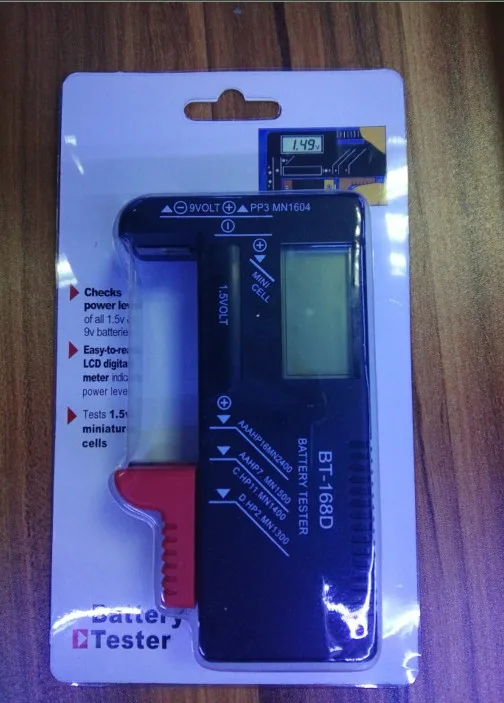 1.49v
9VOLT PP3 MN1604
MINI
CELL
1.5VOLT
Checks
power lev
of all 1.5v
9v batterie
Easy-to-rea
LCD digita
meter indic
power leve
Tests 1.5v
miniatur
cells
AAAHP16MN2400
AAHP7 MN1500
C HP11 MN1400
D HP2 MN1300
BATTERY TESTER
BT-168D
Battery
Tester